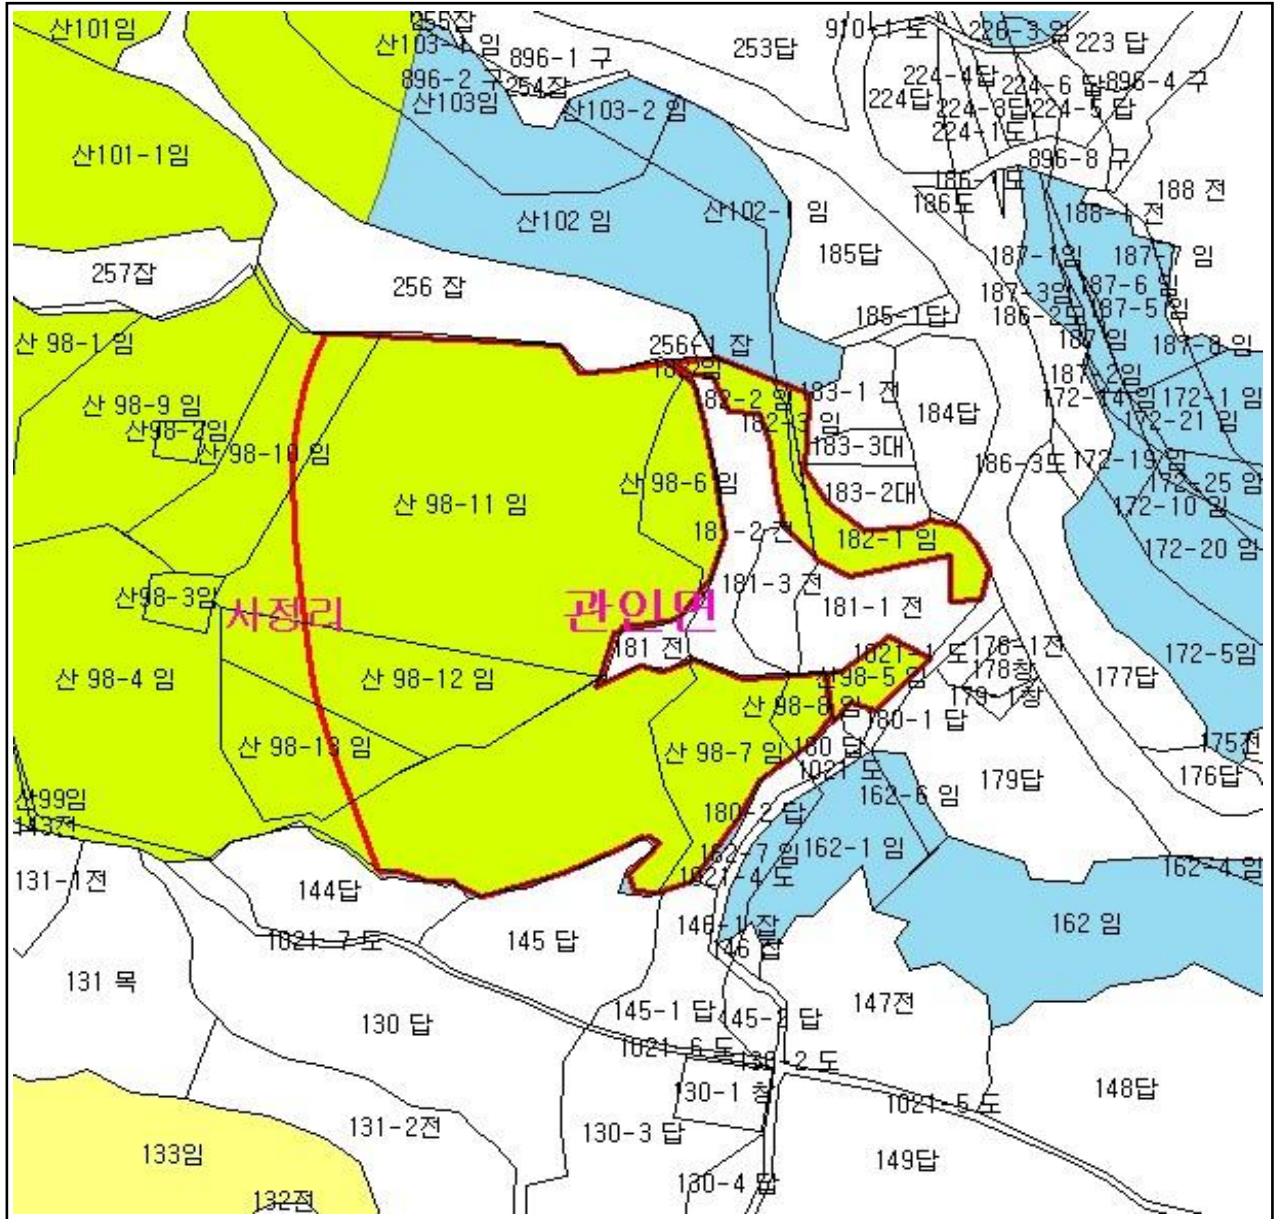 산101임
255잡
산103-1 임
896-1 구
253답
910-1 도
226-3 임
223 답
896-2 구
254잡
산103임
산103-2 임
224-4답
224-6 답
896-4 구
224답
224-3답
224-5 답
224-1도
산101-1임
896-8 구
186-1도
186도
188 전
188-1 전
산102 임
산102-1 임
185답
187-1임
187-7 임
257잡
256 잡
187-3임
187-6 임
186-2도
187-5 임
185-1답
산 98-1 임
256-1 잡
187 임
187-8 임
182임
187-2임
산 98-9 임
182-2 임
183-1 전
172-14임
172-1 임
산98-2임
182-3 임
184답
172-21 임
산 98-10 임
183-3대
186-3도
172-19 임
산 98-6 임
183-2대
172-25 임
산 98-11 임
172-10 임
181-2 전
182-1 임
172-20 임
산98-3임
181-3 전
사정리
관인면
181-1 전
181 전
1021-1 도
178-1전
172-5임
산 98-4 임
산 98-12 임
산98-5 임
178창
177답
179-1창
산 98-8 임
180-1 답
산 98-13 임
산 98-7 임
180 답
175전
1021 도
179답
176답
산99임
162-6 임
143전
180-2 답
162-7 임
162-1 임
162-4 임
131-1전
1021-4 도
144답
146-1 잡
162 임
1021-7 도
145 답
146 잡
131 목
147전
145-1 답
145-2 답
130 답
1021-6 도
130-2 도
130-1 창
148답
1021-5 도
131-2전
130-3 답
133임
149답
130-4 답
132전